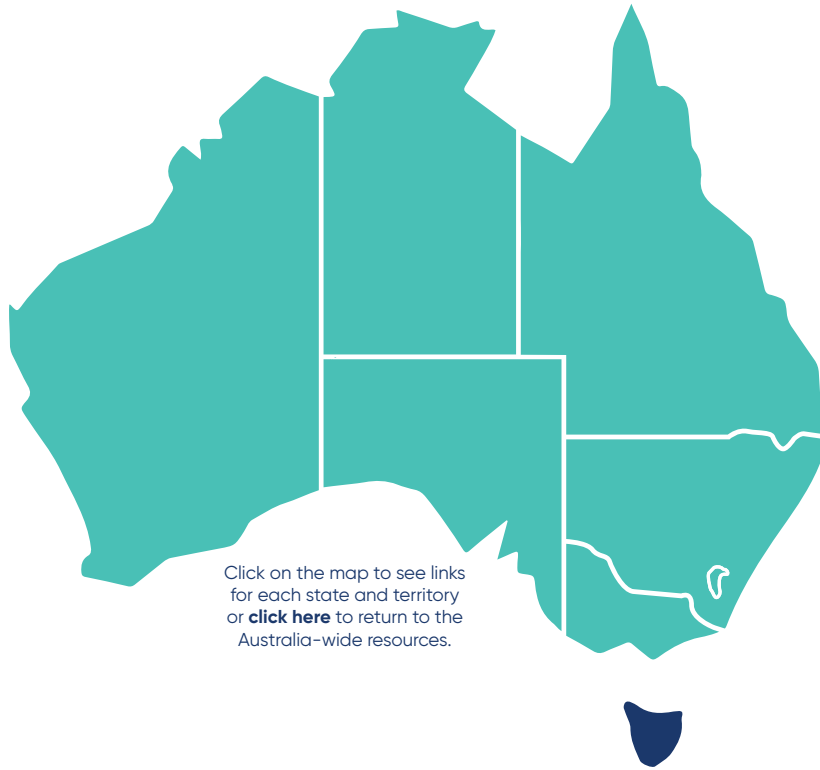 Click on the map to see links
for each state and territory
or click here to return to the
Australia-wide resources.